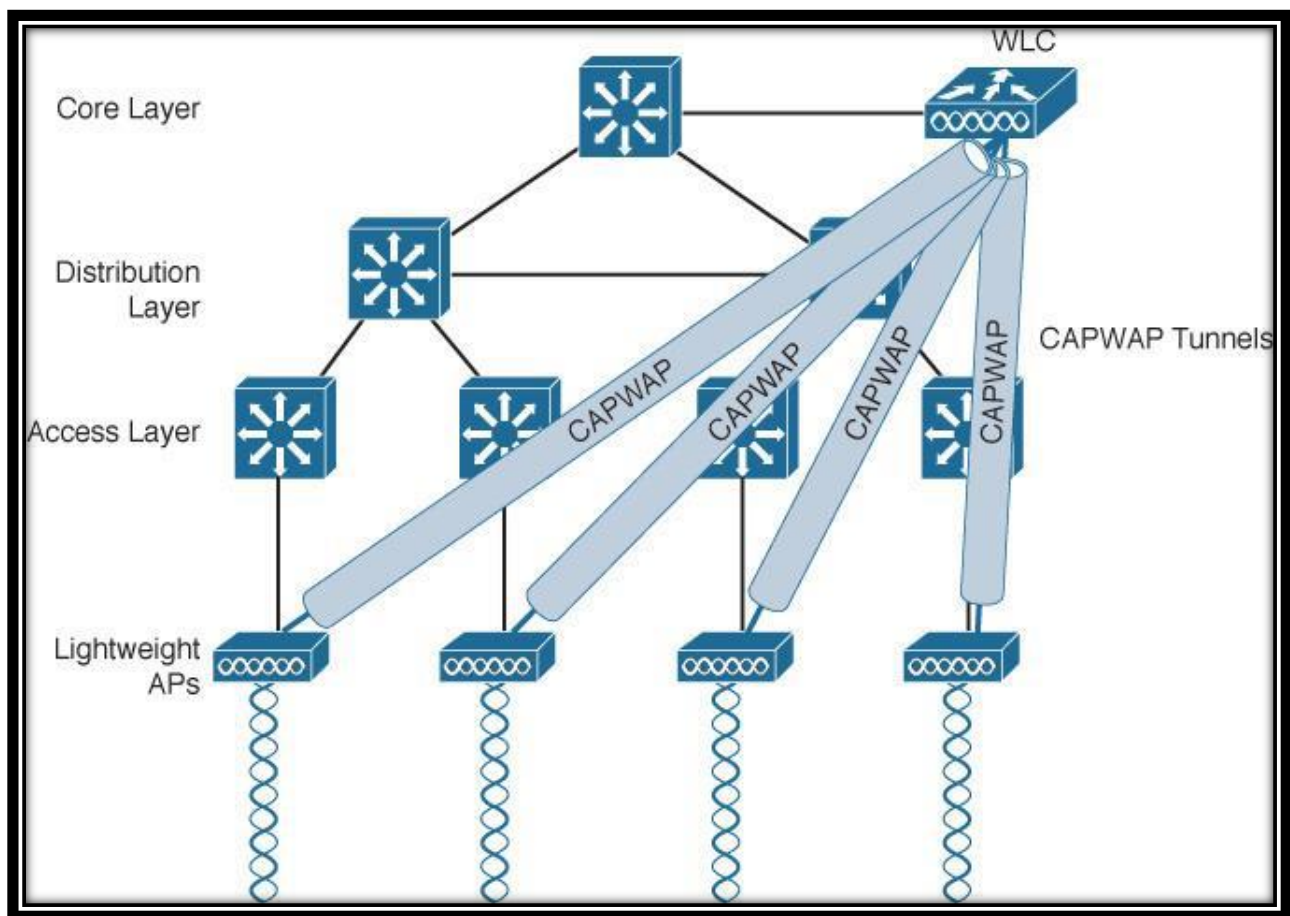 WLC
Core Layer
Distribution
Layer
CAPWAP Tunnels
CAPWAP
CAPWAP
CAPWAP
CAPWAP
Access Layer
Lightweight
APs